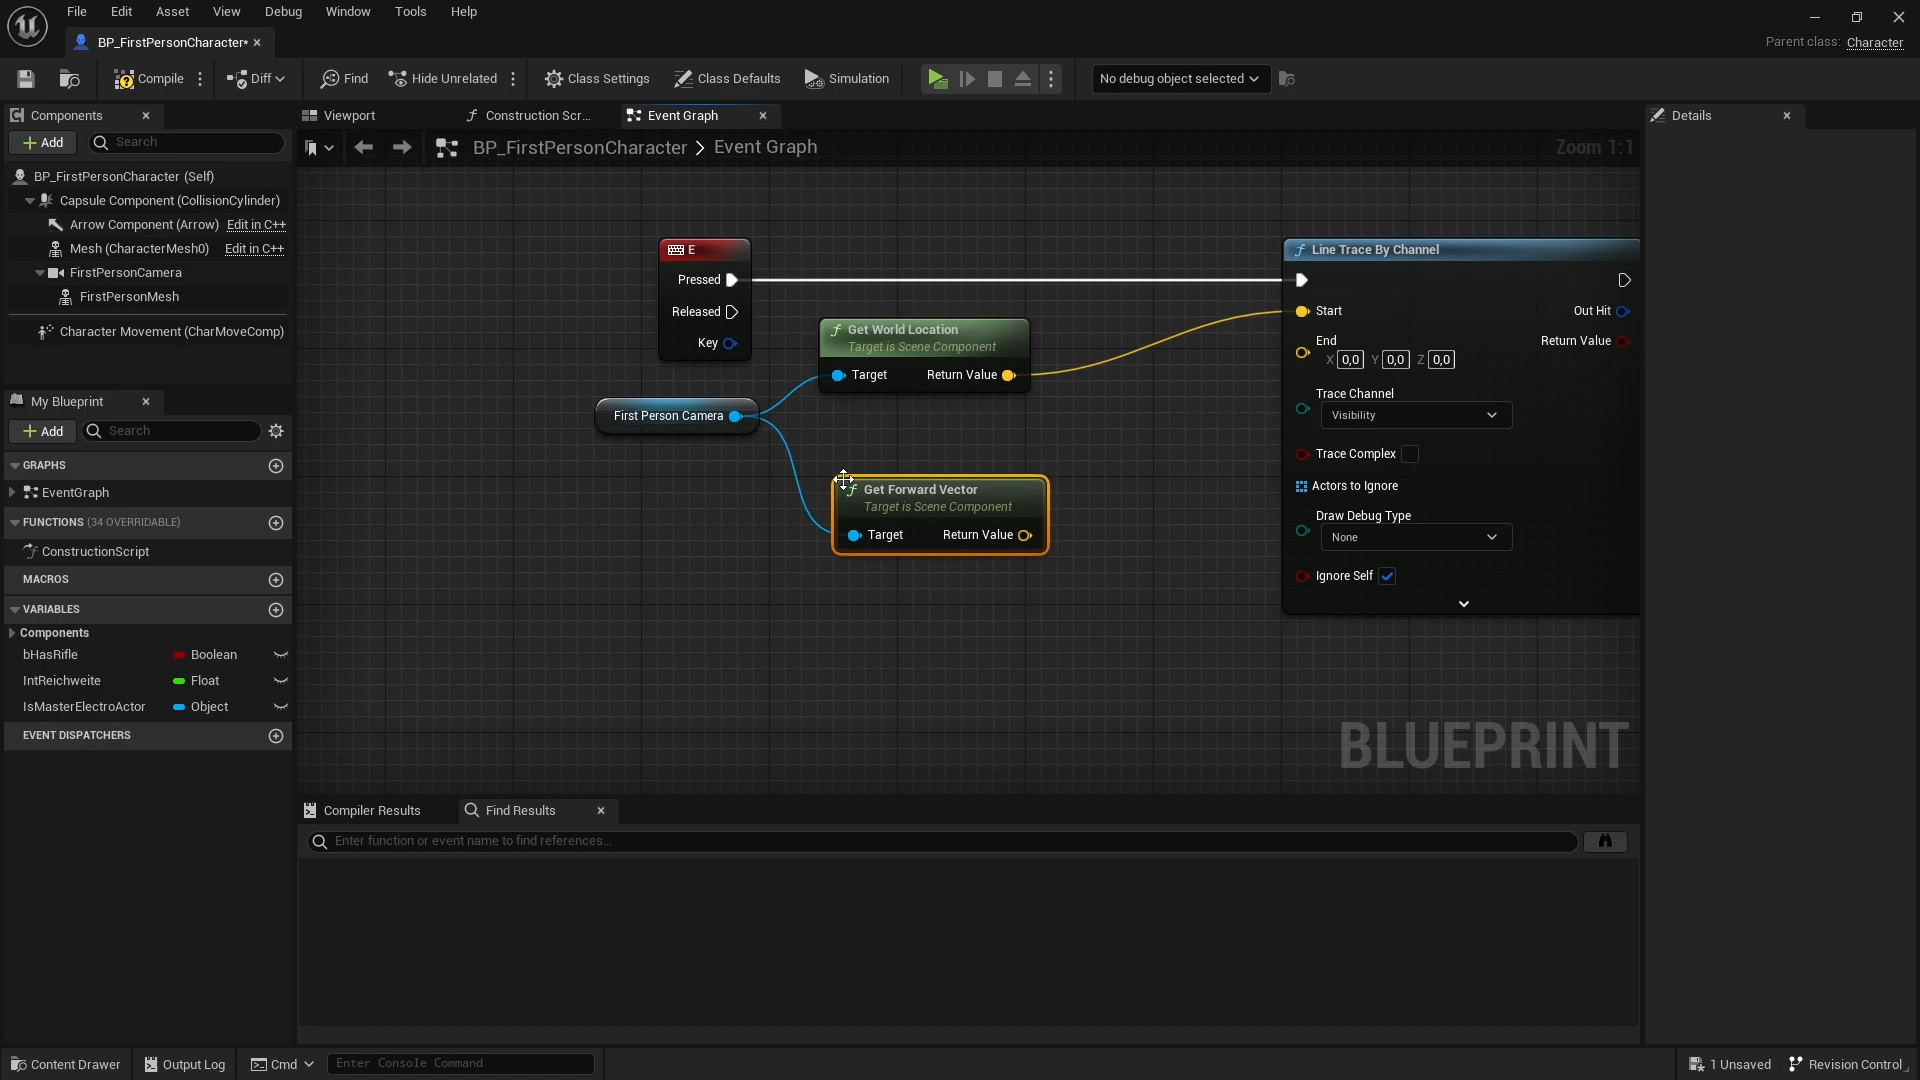 File Edit Asset View Debug Window Tools Help
BP_FirstPersonCharacter*
Parent class: Character
Compile Diff Find Hide Unrelated Class Settings Class Defaults Simulation No debug object selected
Components
Viewport Construction Scr... Event Graph
Details
Add Search
BP_FirstPersonCharacter > Event Graph
Zoom 1:1
BP_FirstPersonCharacter (Self)
Capsule Component (CollisionCylinder)
Arrow Component (Arrow) Edit in C++
Mesh (CharacterMesh0) Edit in C++
FirstPersonCamera
FirstPersonMesh
Character Movement (CharMoveComp)
My Blueprint
Add Search
GRAPHS
EventGraph
FUNCTIONS (34 OVERRIDABLE)
ConstructionScript
MACROS
VARIABLES
Components
bHasRifle Boolean
IntReichweite Float
IsMasterElectroActor Object
EVENT DISPATCHERS
E
Pressed
Released
Key
First Person Camera
Get World Location
Target is Scene Component
Target Return Value
Get Forward Vector
Target is Scene Component
Target Return Value
Line Trace By Channel
Start Out Hit
End Return Value
X 0,0 Y 0,0 Z 0,0
Trace Channel
Visibility
Trace Complex
Actors to Ignore
Draw Debug Type
None
Ignore Self
BLUEPRINT
Compiler Results Find Results
Enter function or event name to find references...
Content Drawer Output Log Cmd Enter Console Command 1 Unsaved Revision Control